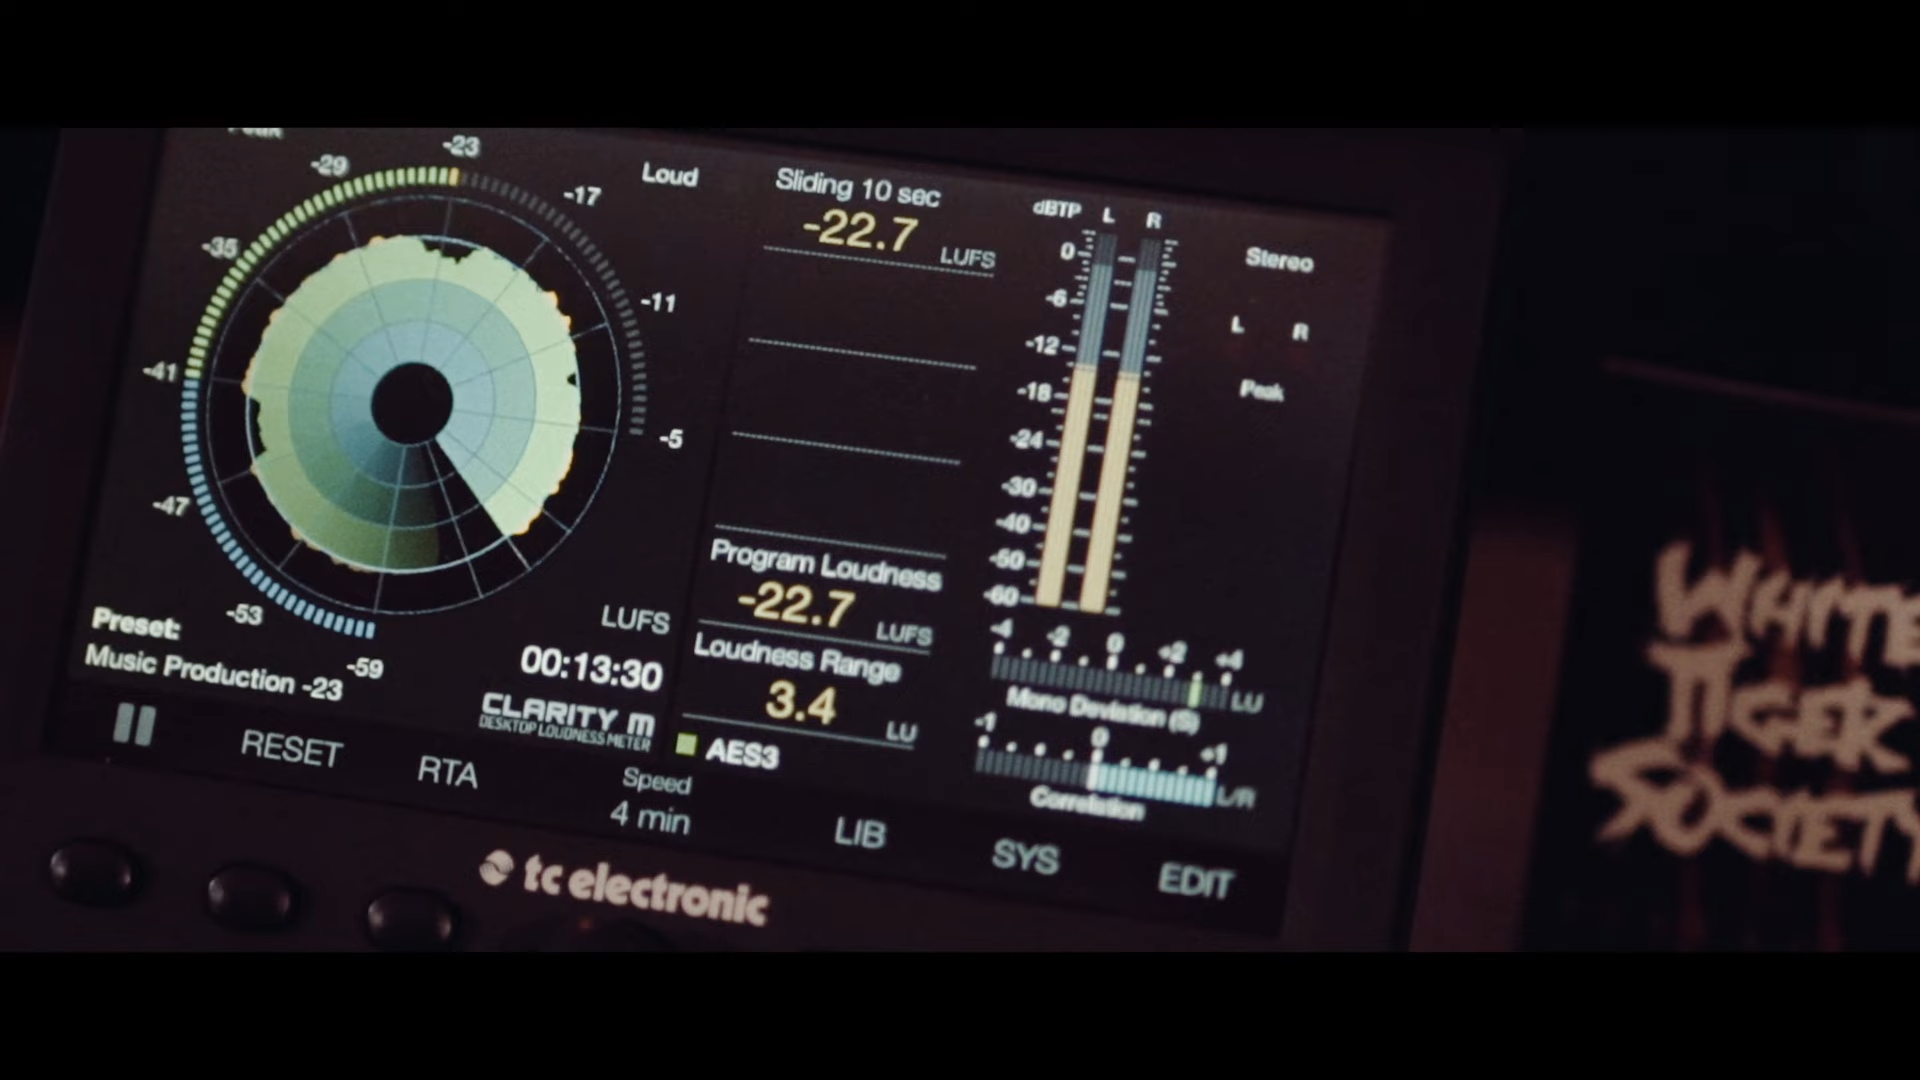 Peak
-23
-29
-17
-35
-11
-41
-5
-47
-53
-59
Loud
LUFS
00:13:30
Preset:
Music Production -23
CLARITY m
DESKTOP LOUDNESS METER
Sliding 10 sec
-22.7 LUFS
Program Loudness
-22.7 LUFS
Loudness Range
3.4 LU
AES3
dBTP L R
0
-6
-12
-18
-24
-30
-40
-50
-60
Stereo
L R
Peak
-4 -2 0 +2 +4
LU
Mono Deviation (S)
-1 0 +1
L/R
Correlation
RESET
RTA
Speed
4 min
LIB
SYS
EDIT
tc electronic
WHITE
TIGER
SOCIETY